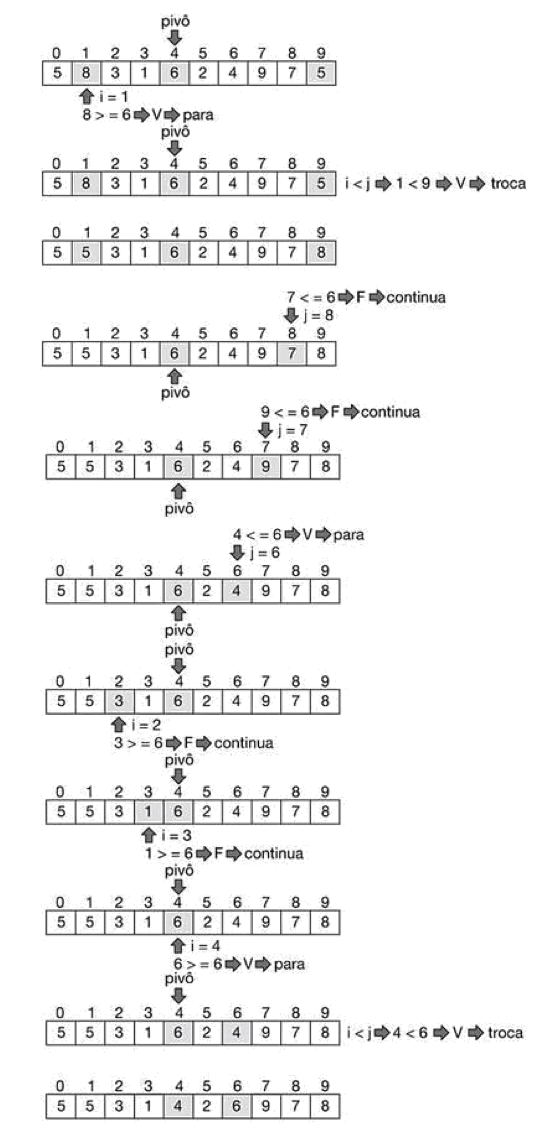 pivô
0 1 2 3 4 5 6 7 8 9
5 8 3 1 6 2 4 9 7 5
i = 1
8 > = 6 V para
pivô
0 1 2 3 4 5 6 7 8 9
5 8 3 1 6 2 4 9 7 5 i < j 1 < 9 V troca
0 1 2 3 4 5 6 7 8 9
5 5 3 1 6 2 4 9 7 8
7 < = 6 F continua
j = 8
0 1 2 3 4 5 6 7 8 9
5 5 3 1 6 2 4 9 7 8
pivô
9 < = 6 F continua
j = 7
0 1 2 3 4 5 6 7 8 9
5 5 3 1 6 2 4 9 7 8
pivô
4 < = 6 V para
j = 6
0 1 2 3 4 5 6 7 8 9
5 5 3 1 6 2 4 9 7 8
pivô
pivô
0 1 2 3 4 5 6 7 8 9
5 5 3 1 6 2 4 9 7 8
i = 2
3 > = 6 F continua
pivô
0 1 2 3 4 5 6 7 8 9
5 5 3 1 6 2 4 9 7 8
i = 3
1 > = 6 F continua
pivô
0 1 2 3 4 5 6 7 8 9
5 5 3 1 6 2 4 9 7 8
i = 4
6 > = 6 V para
pivô
0 1 2 3 4 5 6 7 8 9
5 5 3 1 6 2 4 9 7 8 i < j 4 < 6 V troca
0 1 2 3 4 5 6 7 8 9
5 5 3 1 4 2 6 9 7 8